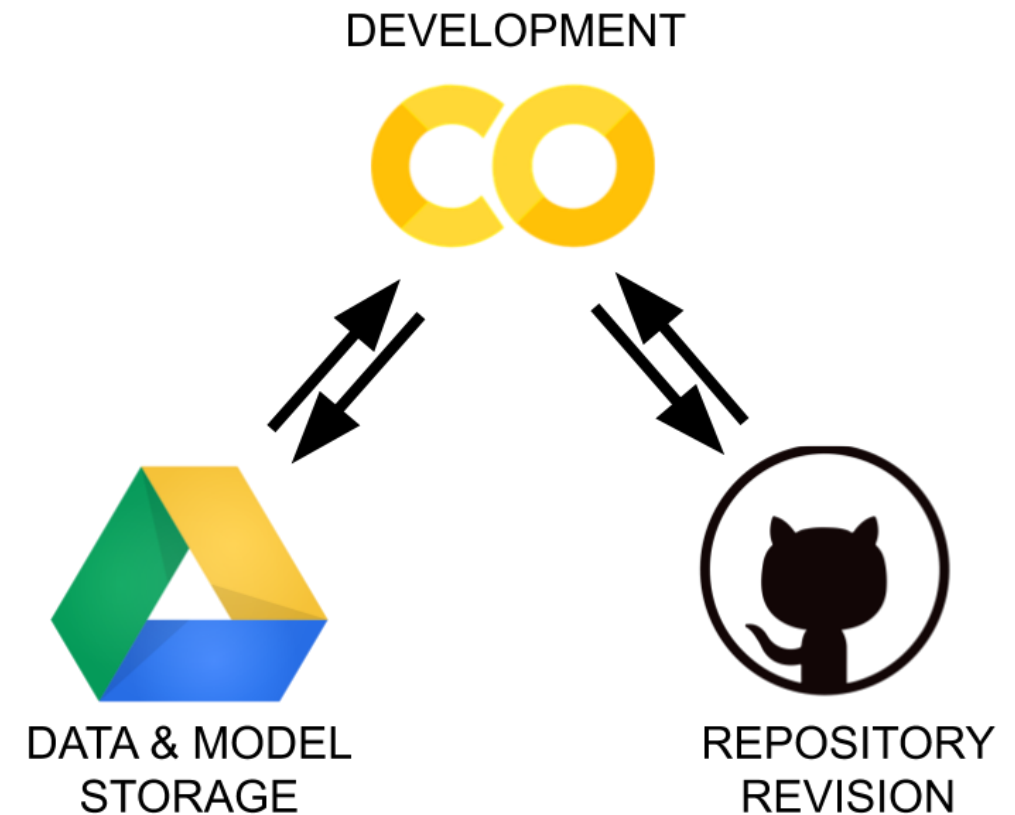 DEVELOPMENT
CO
DATA & MODEL
STORAGE
REPOSITORY
REVISION